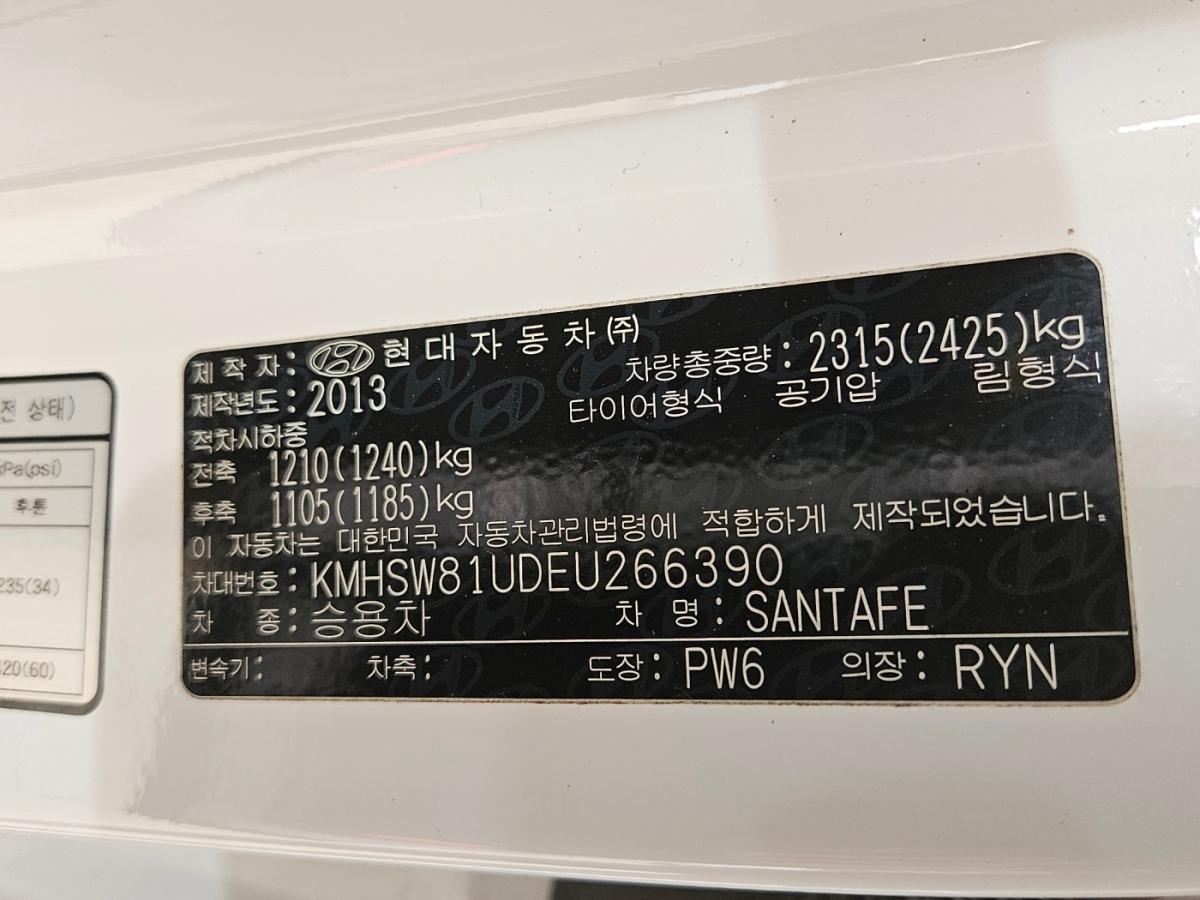 전 상태)
kPa(psi)
후륜
235(34)
420(60)
제 작 자 : 현 대 자 동 차 ㈜
제작년도 : 2013
차량총중량 : 2315(2425)kg
타이어형식 공기압 림형식
적차시하중
전축 1210(1240)kg
후축 1105(1185)kg
이 자동차는 대한민국 자동차관리법령에 적합하게 제작되었습니다.
차대번호 : KMHSW81UDEU266390
차 종 : 승용차 차 명 : SANTAFE
변속기 : 차축 : 도장 : PW6 의장 : RYN